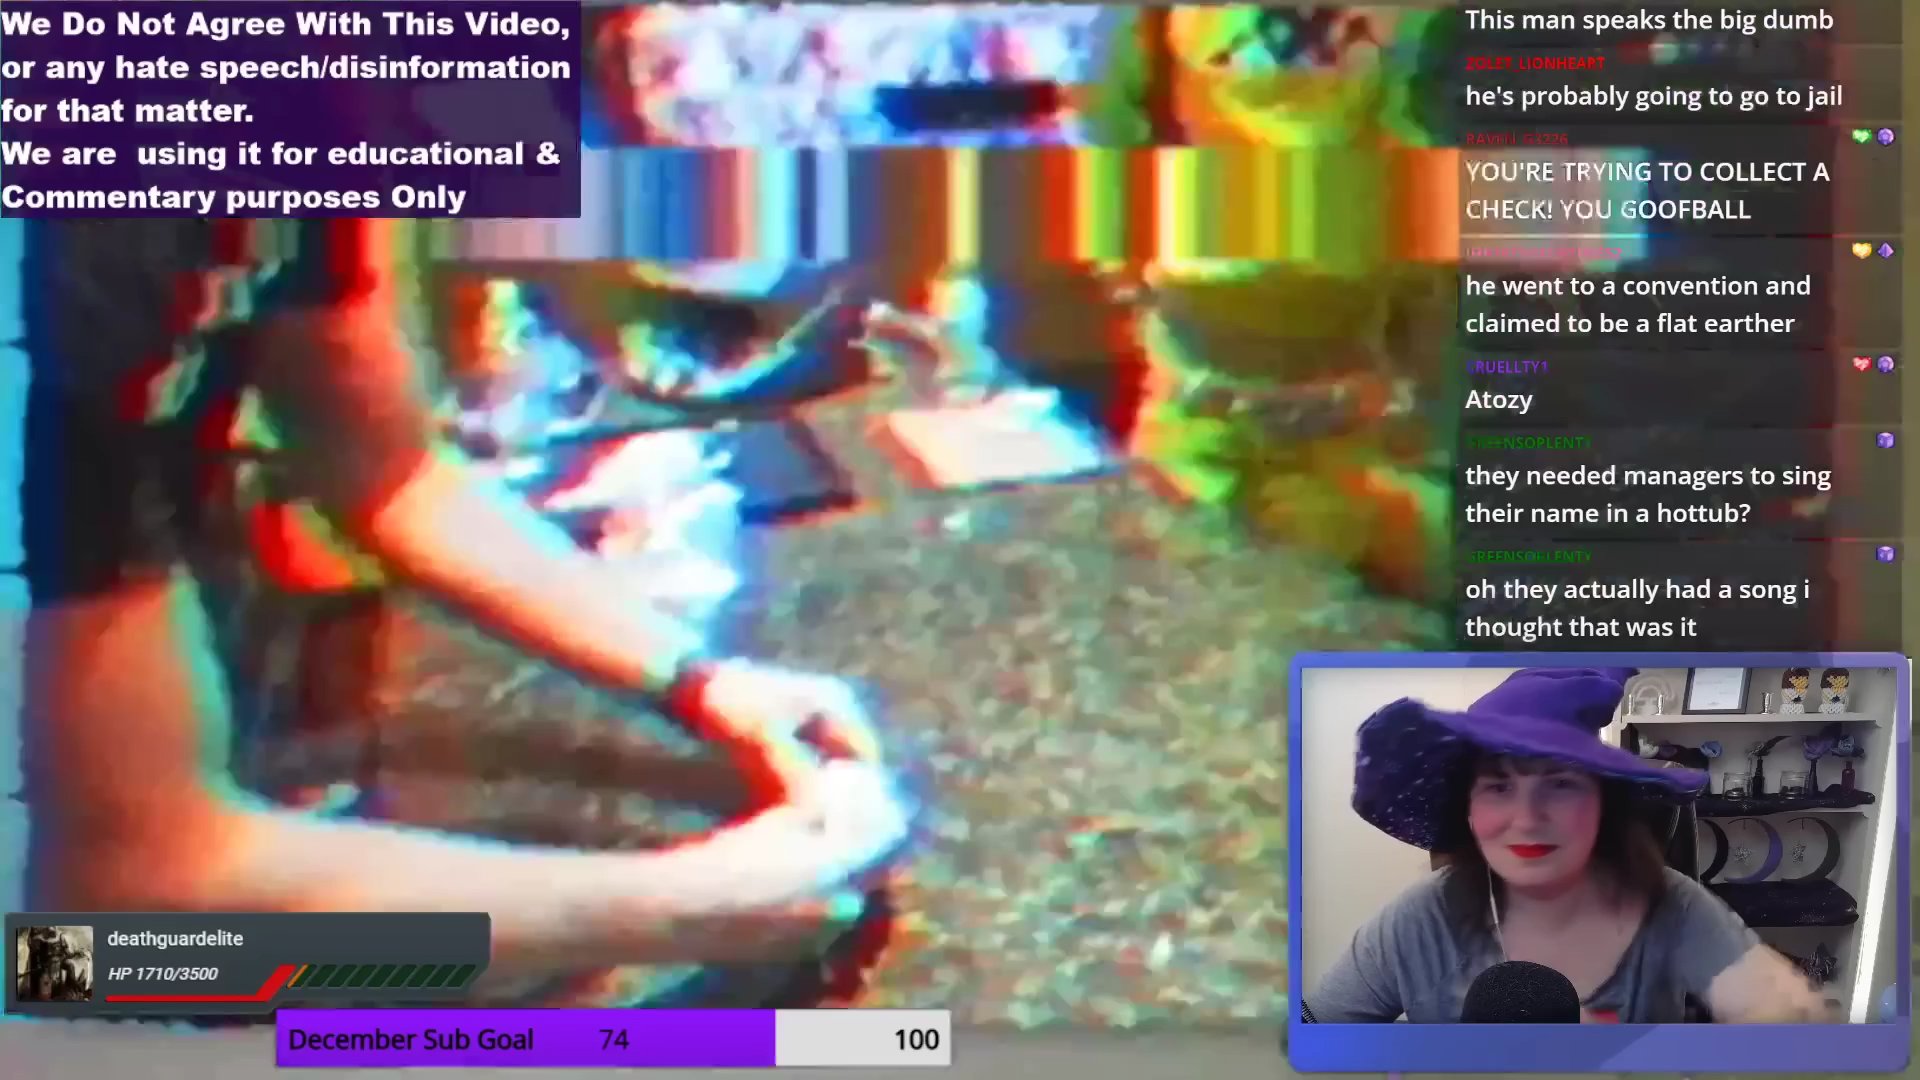 We Do Not Agree With This Video,
or any hate speech/disinformation
for that matter.
We are using it for educational &
Commentary purposes Only
This man speaks the big dumb
ZOLET_LIONHEART
he's probably going to go to jail
YOU'RE TRYING TO COLLECT A
CHECK! YOU GOOFBALL
he went to a convention and
claimed to be a flat earther
CRUELLTY1
Atozy
GREENSOPLENTY
they needed managers to sing
their name in a hottub?
GREENSOPLENTY
oh they actually had a song i
thought that was it
deathguardelite
HP 1710/3500
December Sub Goal 74 100